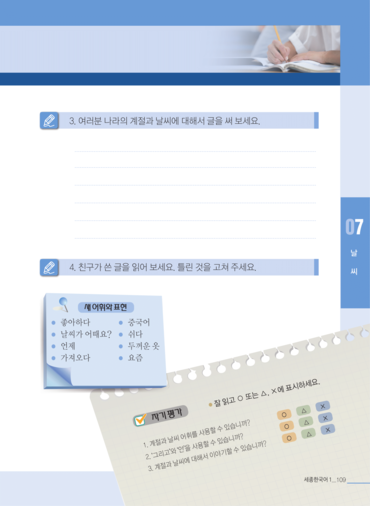 3. 여러분 나라의 계절과 날씨에 대해서 글을 써 보세요.
07
날
씨
4. 친구가 쓴 글을 읽어 보세요. 틀린 것을 고쳐 주세요.
새 어휘와 표현
좋아하다
날씨가 어때요?
언제
가져오다
중국어
쉬다
두꺼운 옷
요즘
자기평가
잘 읽고 ○ 또는 △, ×에 표시하세요.
1. 계절과 날씨 어휘를 사용할 수 있습니까? ○ △ ×
2. '그리고'와 '안'을 사용할 수 있습니까? ○ △ ×
3. 계절과 날씨에 대해서 이야기할 수 있습니까? ○ △ ×
세종한국어 1_ 109